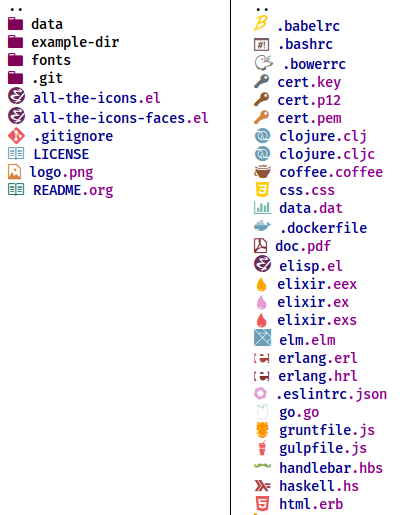 ..
data
example-dir
fonts
.git
all-the-icons.el
all-the-icons-faces.el
.gitignore
LICENSE
logo.png
README.org
..
.babelrc
#! .bashrc
.bowerrc
cert.key
cert.p12
cert.pem
clojure.clj
clojure.cljc
coffee.coffee
css.css
data.dat
.dockerfile
doc.pdf
elisp.el
elixir.eex
elixir.ex
elixir.exs
elm.elm
erlang.erl
erlang.hrl
.eslintrc.json
go.go
gruntfile.js
gulpfile.js
handlebar.hbs
haskell.hs
html.erb